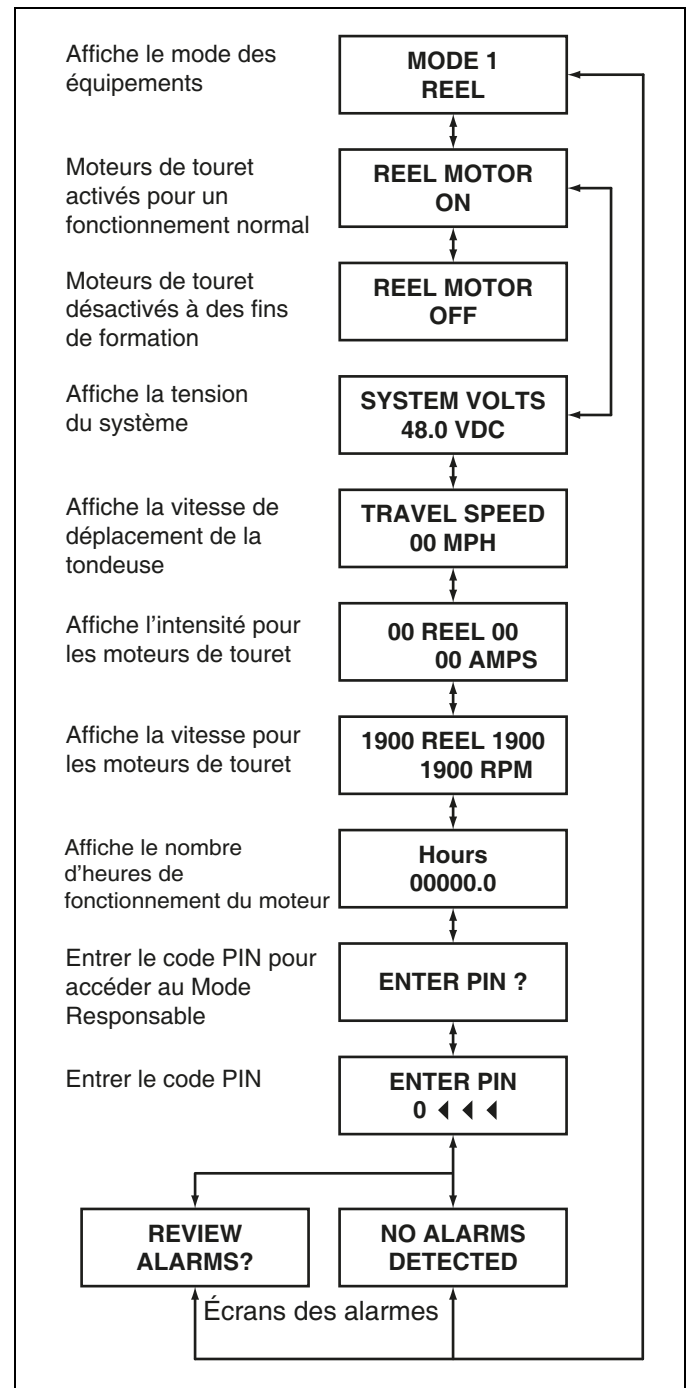 Affiche le mode des
équipements
MODE 1
REEL
Moteurs de touret
activés pour un
fonctionnement normal
REEL MOTOR
ON
Moteurs de touret
désactivés à des fins
de formation
REEL MOTOR
OFF
Affiche la tension
du système
SYSTEM VOLTS
48.0 VDC
Affiche la vitesse de
déplacement de la
tondeuse
TRAVEL SPEED
00 MPH
Affiche l'intensité pour
les moteurs de touret
00 REEL 00
00 AMPS
Affiche la vitesse pour
les moteurs de touret
1900 REEL 1900
1900 RPM
Affiche le nombre
d'heures de
fonctionnement du moteur
Hours
00000.0
Entrer le code PIN pour
accéder au Mode
Responsable
ENTER PIN ?
Entrer le code PIN
ENTER PIN
0 ◀ ◀ ◀
REVIEW
ALARMS?
NO ALARMS
DETECTED
Écrans des alarmes